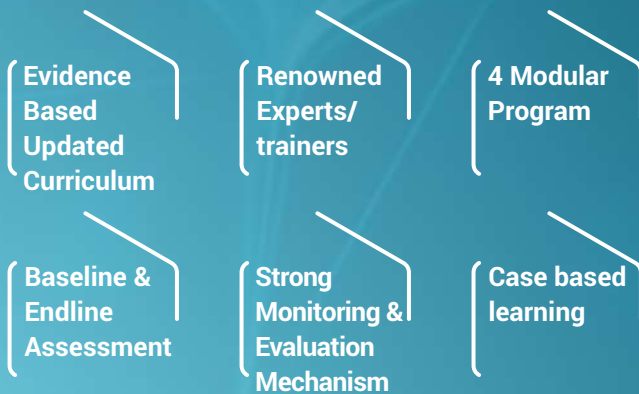 Evidence
Based
Updated
Curriculum
Renowned
Experts/
trainers
4 Modular
Program
Baseline &
Endline
Assessment
Strong
Monitoring &
Evaluation
Mechanism
Case based
learning